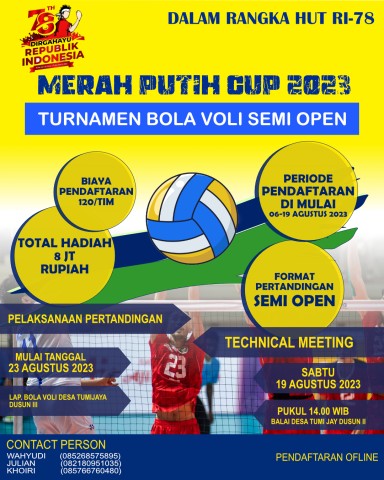 78TH
DIRGAHAYU
REPUBLIK
INDONESIA
DALAM RANGKA HUT RI-78
MERAH PUTIH CUP 2023
TURNAMEN BOLA VOLI SEMI OPEN
BIAYA
PENDAFTARAN
120/TIM
PERIODE
PENDAFTARAN
DI MULAI
06-19 AGUSTUS 2023
TOTAL HADIAH
8 JT
RUPIAH
FORMAT
PERTANDINGAN
SEMI OPEN
PELAKSANAAN PERTANDINGAN
MULAI TANGGAL
23 AGUSTUS 2023
LAP. BOLA VOLI DESA TUMIJAYA
DUSUN III
23
TECHNICAL MEETING
SABTU
19 AGUSTUS 2023
PUKUL 14.00 WIB
BALAI DESA TUMI JAY DUSUN II
CONTACT PERSON
WAHYUDI (085268575895)
JULIAN (082180951035)
KHOIRI (085766760480)
PENDAFTARAN OFLINE